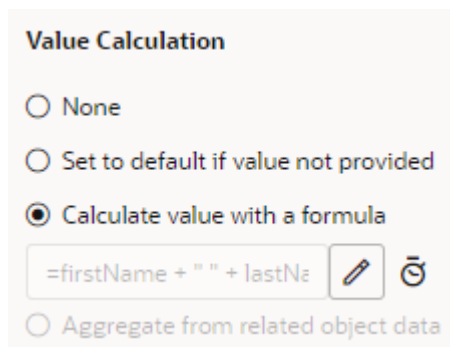 Value Calculation
None
Set to default if value not provided
Calculate value with a formula
=firstName + " " + lastNa
Aggregate from related object data